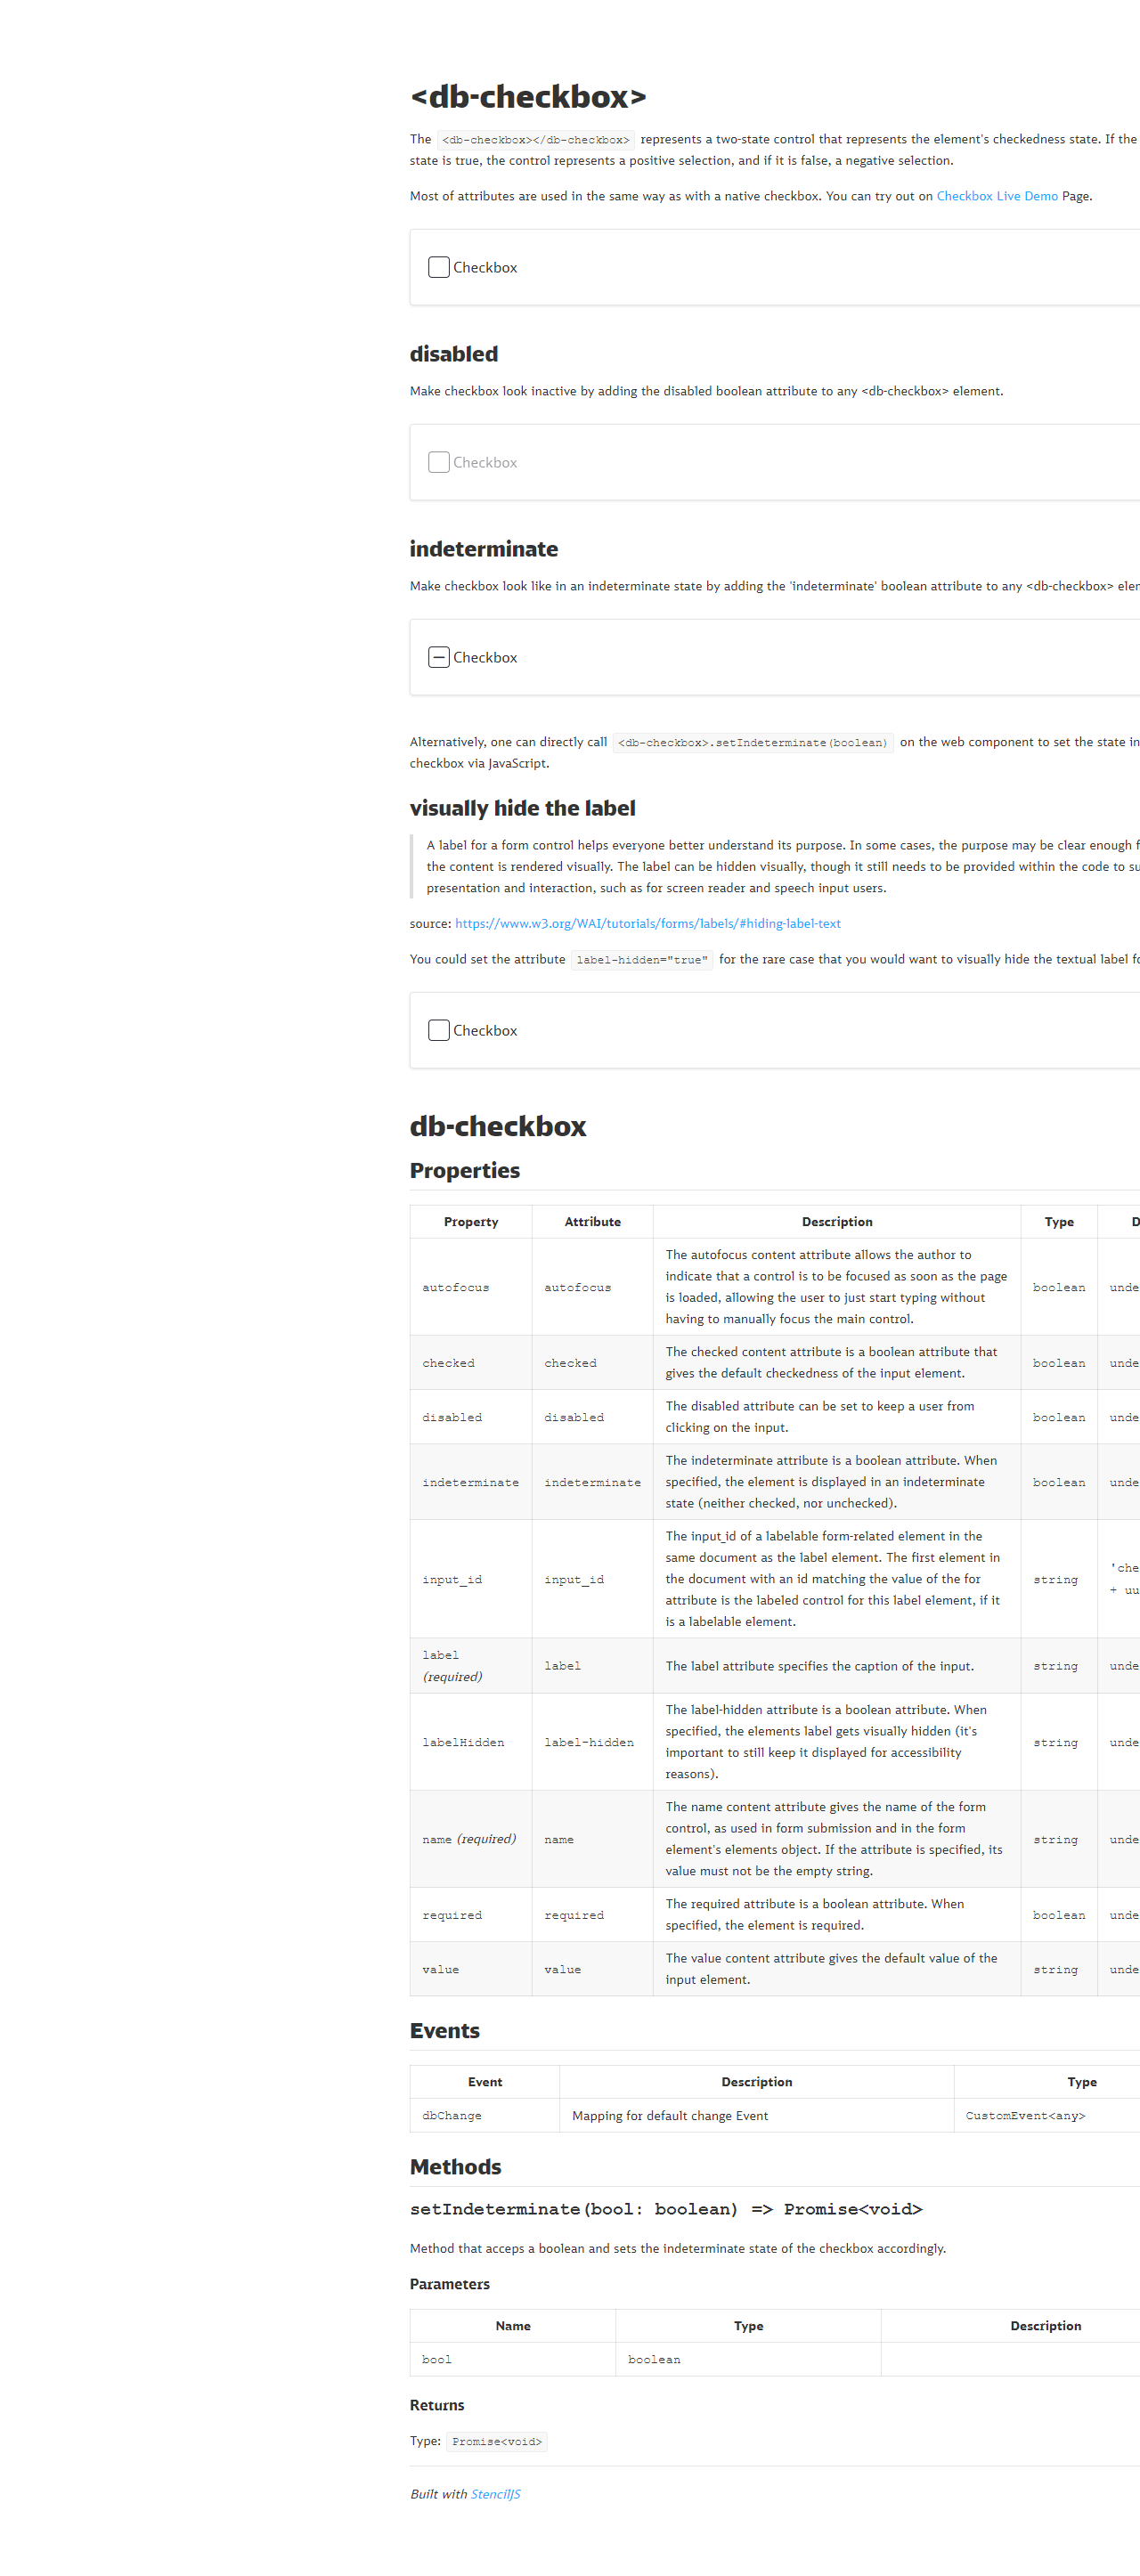 <db-checkbox>
The <db-checkbox></db-checkbox> represents a two-state control that represents the element's checkedness state. If the
state is true, the control represents a positive selection, and if it is false, a negative selection.
Most of attributes are used in the same way as with a native checkbox. You can try out on Checkbox Live Demo Page.
Checkbox
disabled
Make checkbox look inactive by adding the disabled boolean attribute to any <db-checkbox> element.
Checkbox
indeterminate
Make checkbox look like in an indeterminate state by adding the 'indeterminate' boolean attribute to any <db-checkbox>
Checkbox
Alternatively, one can directly call <db-checkbox>.setIndeterminate(boolean) on the web component to set the state
checkbox via JavaScript.
visually hide the label
A label for a form control helps everyone better understand its purpose. In some cases, the purpose may be clear enough
the content is rendered visually. The label can be hidden visually, though it still needs to be provided within the code to
presentation and interaction, such as for screen reader and speech input users.
source: https://www.w3.org/WAI/tutorials/forms/labels/#hiding-label-text
You could set the attribute label-hidden="true" for the rare case that you would want to visually hide the textual label
Checkbox
db-checkbox
Properties
Property Attribute Description Type
The autofocus content attribute allows the author to
indicate that a control is to be focused as soon as the page
autofocus autofocus boolean
is loaded, allowing the user to just start typing without
having to manually focus the main control.
The checked content attribute is a boolean attribute that
checked checked boolean
gives the default checkedness of the input element.
The disabled attribute can be set to keep a user from
disabled disabled boolean
clicking on the input.
The indeterminate attribute is a boolean attribute. When
indeterminate indeterminate specified, the element is displayed in an indeterminate boolean
state (neither checked, nor unchecked).
The input_id of a labelable form-related element in the
same document as the label element. The first element in
input_id input_id the document with an id matching the value of the for string
attribute is the labeled control for this label element, if it
is a labelable element.
label
(required) label The label attribute specifies the caption of the input. string
The label-hidden attribute is a boolean attribute. When
specified, the elements label gets visually hidden (it's
labelHidden label-hidden string
important to still keep it displayed for accessibility
reasons).
The name content attribute gives the name of the form
control, as used in form submission and in the form
name (required) name string
element's elements object. If the attribute is specified, its
value must not be the empty string.
The required attribute is a boolean attribute. When
required required boolean
specified, the element is required.
The value content attribute gives the default value of the
value value string
input element.
Events
Event Description Type
dbChange Mapping for default change Event CustomEvent<any>
Methods
setIndeterminate(bool: boolean) => Promise<void>
Method that acceps a boolean and sets the indeterminate state of the checkbox accordingly.
Parameters
Name Type Description
bool boolean
Returns
Type: Promise<void>
Built with StencilJS